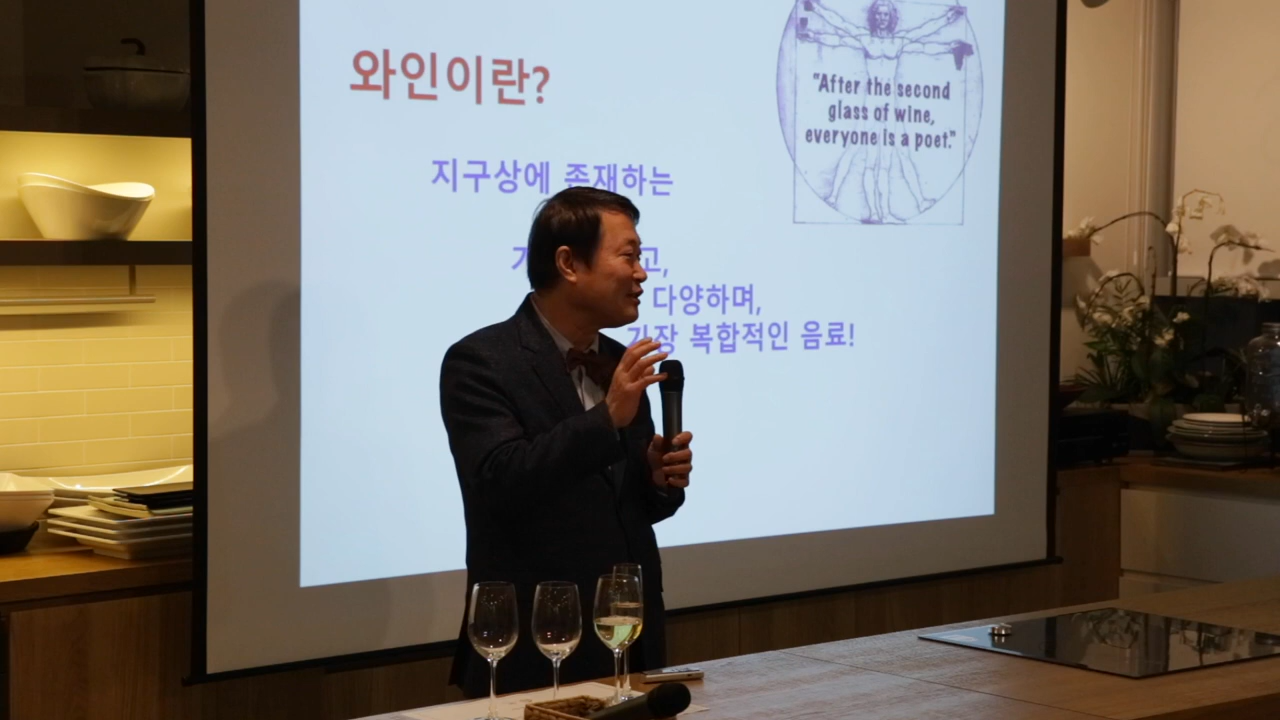 와인이란?
"After the second
glass of wine,
everyone is a poet."
지구상에 존재하는
고,
다양하며,
가장 복합적인 음료!